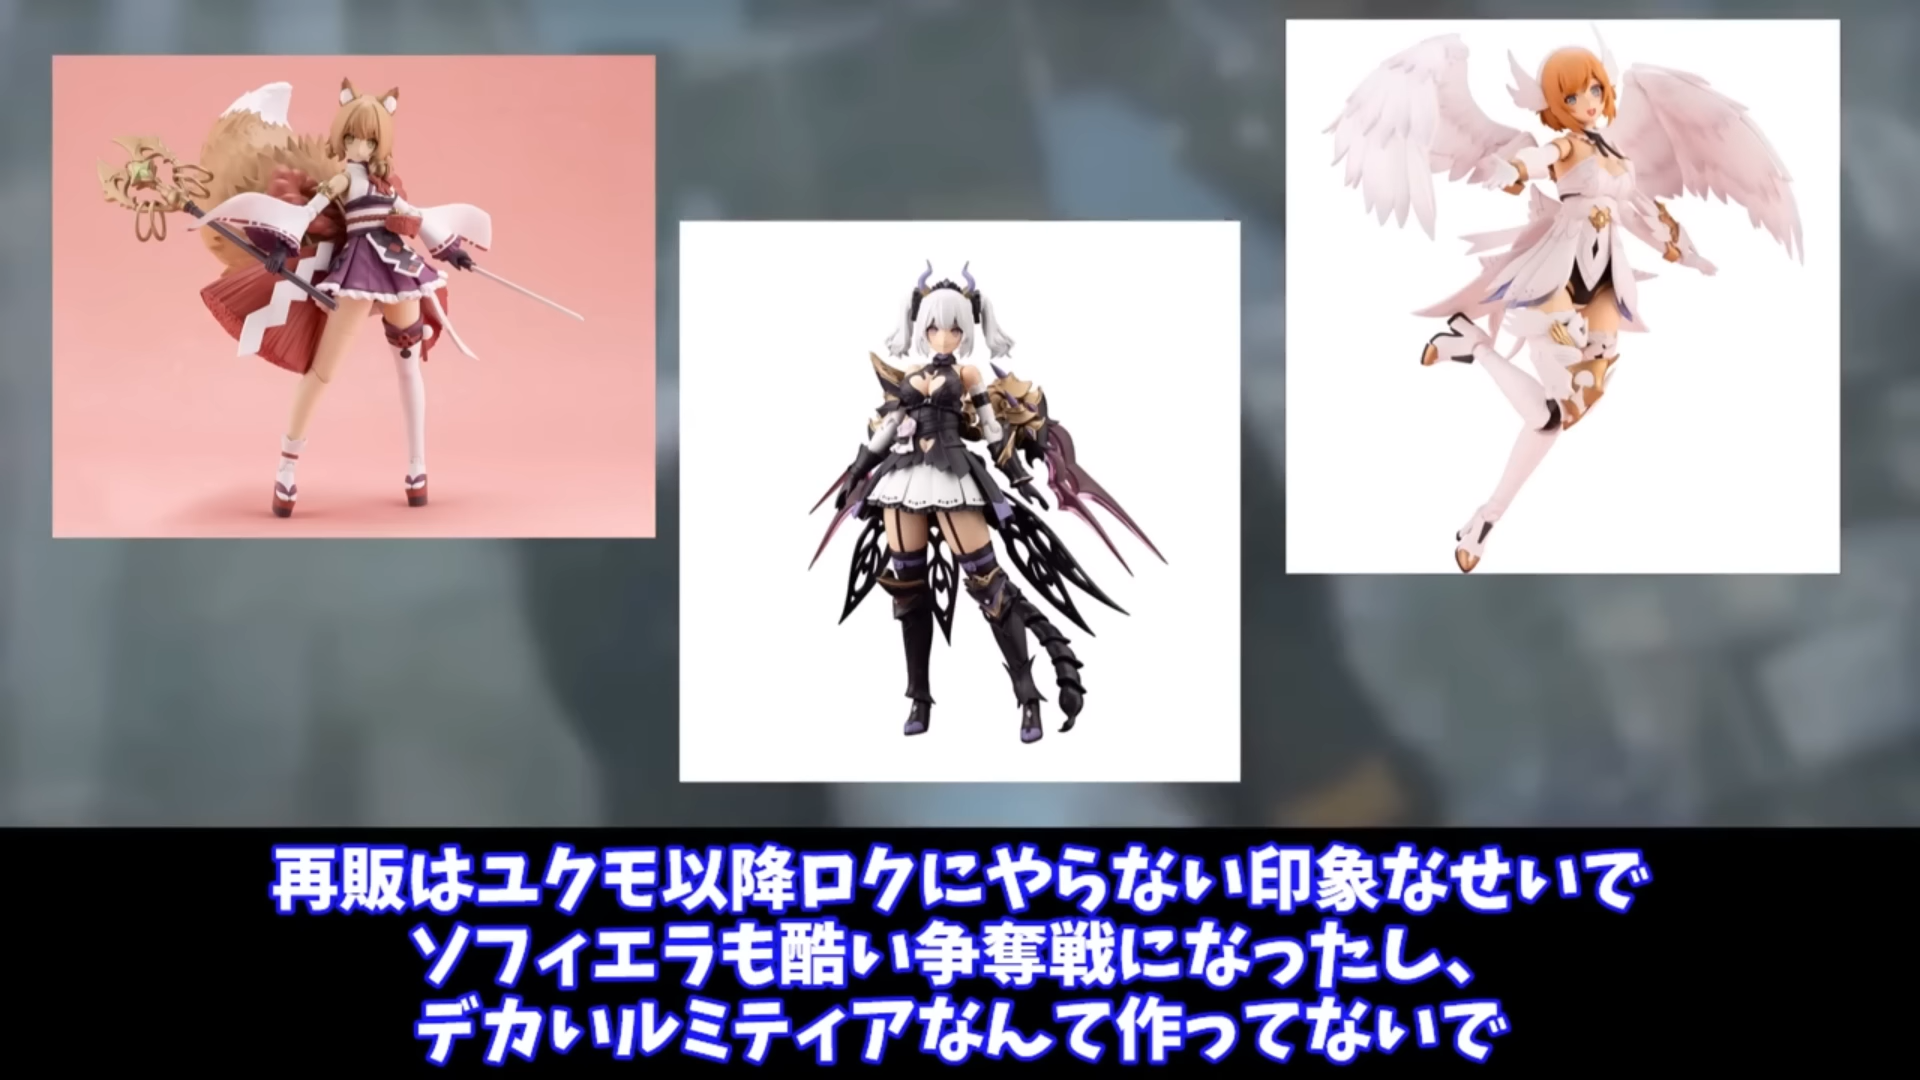 再販はユクモ以降ロクにやらない印象なせいで
ソフィエラも酷い争奪戦になったし、
デカいルミティアなんて作ってないで